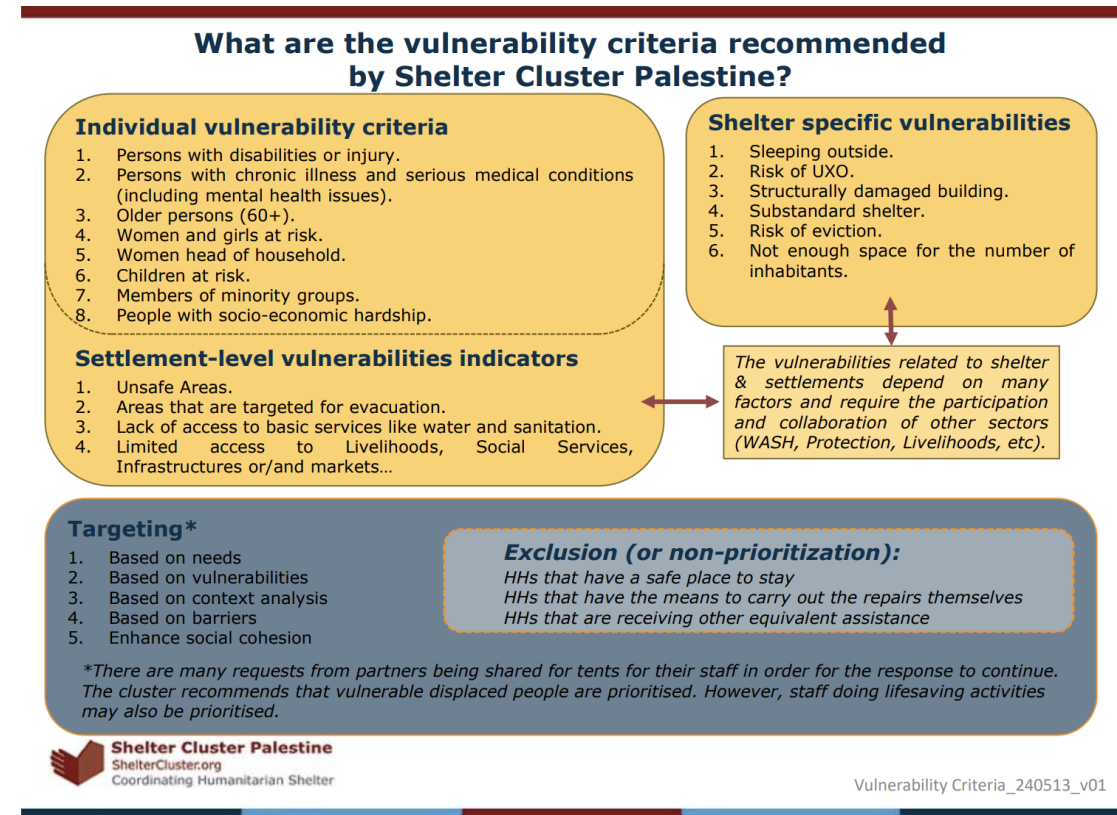 What are the vulnerability criteria recommended
by Shelter Cluster Palestine?
Individual vulnerability criteria
1. Persons with disabilities or injury.
2. Persons with chronic illness and serious medical conditions
(including mental health issues).
3. Older persons (60+).
4. Women and girls at risk.
5. Women head of household.
6. Children at risk.
7. Members of minority groups.
8. People with socio-economic hardship.
Settlement-level vulnerabilities indicators
1. Unsafe Areas.
2. Areas that are targeted for evacuation.
3. Lack of access to basic services like water and sanitation.
4. Limited access to Livelihoods, Social Services,
Infrastructures or/and markets…
Shelter specific vulnerabilities
1. Sleeping outside.
2. Risk of UXO.
3. Structurally damaged building.
4. Substandard shelter.
5. Risk of eviction.
6. Not enough space for the number of
inhabitants.
The vulnerabilities related to shelter
& settlements depend on many
factors and require the participation
and collaboration of other sectors
(WASH, Protection, Livelihoods, etc).
Targeting*
1. Based on needs
2. Based on vulnerabilities
3. Based on context analysis
4. Based on barriers
5. Enhance social cohesion
Exclusion (or non-prioritization):
HHs that have a safe place to stay
HHs that have the means to carry out the repairs themselves
HHs that are receiving other equivalent assistance
*There are many requests from partners being shared for tents for their staff in order for the response to continue.
The cluster recommends that vulnerable displaced people are prioritised. However, staff doing lifesaving activities
may also be prioritised.
Shelter Cluster Palestine
ShelterCluster.org
Coordinating Humanitarian Shelter
Vulnerability Criteria_240513_v01